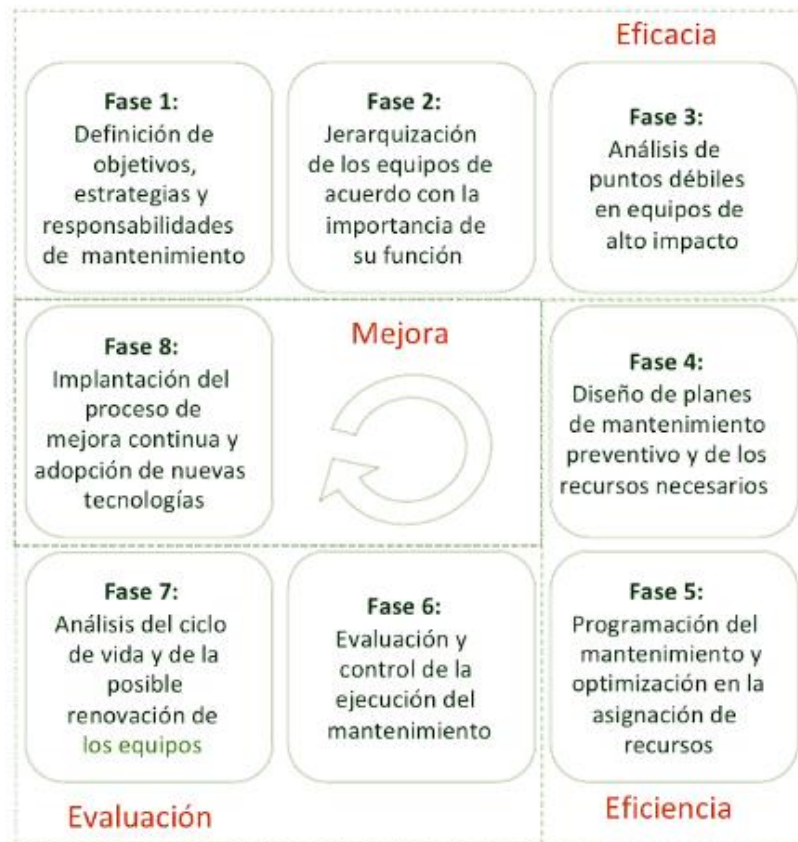 Eficacia
Fase 1:
Definición de
objetivos,
estrategias y
responsabilidades
de mantenimiento
Fase 2:
Jerarquización
de los equipos de
acuerdo con la
importancia de
su función
Fase 3:
Análisis de
puntos débiles
en equipos de
alto impacto
Fase 8:
Implantación del
proceso de
mejora continua y
adopción de nuevas
tecnologías
Mejora
Fase 4:
Diseño de planes
de mantenimiento
preventivo y de los
recursos necesarios
Fase 7:
Análisis del ciclo
de vida y de la
posible
renovación de
los equipos
Fase 6:
Evaluación y
control de la
ejecución del
mantenimiento
Fase 5:
Programación del
mantenimiento y
optimización en la
asignación de
recursos
Evaluación
Eficiencia